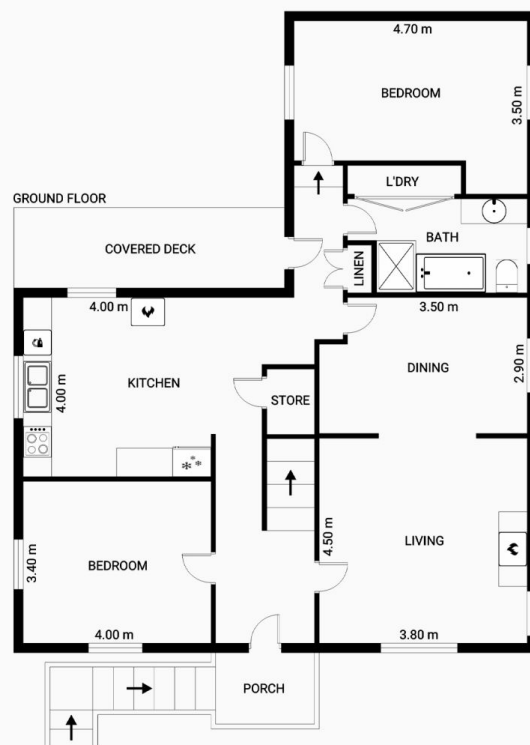 4.70 m
BEDROOM
3.50 m
L'DRY
GROUND FLOOR
BATH
COVERED DECK
LINEN
4.00 m
3.50 m
2.90 m
DINING
KITCHEN
4.00 m
STORE
4.50 m
LIVING
3.40 m
BEDROOM
4.00 m
3.80 m
PORCH